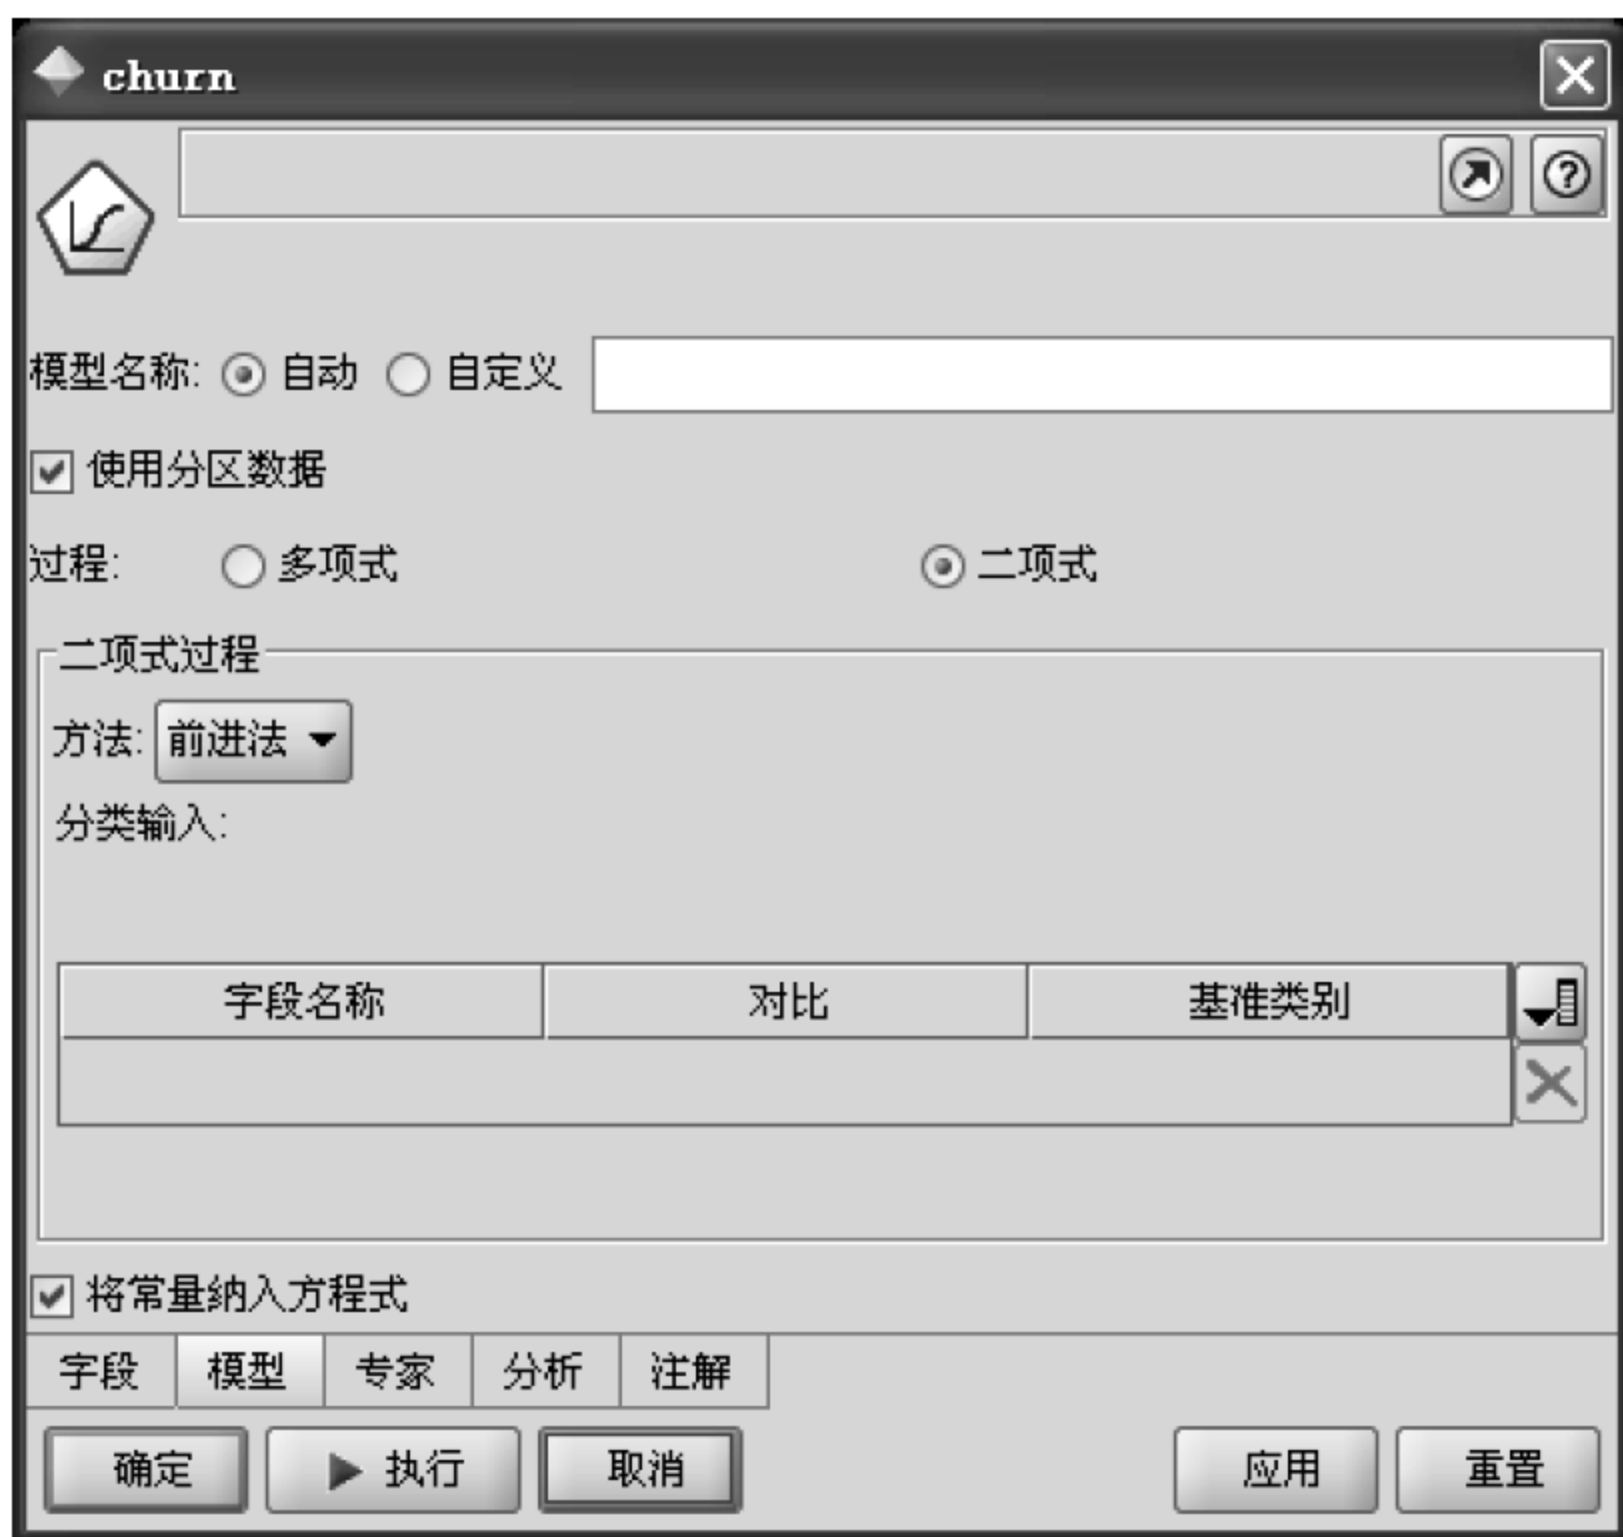 churn
模型名称: 自动 自定义
使用分区数据
过程: 多项式 二项式
二项式过程
方法: 前进法
分类输入:
字段名称 对比 基准类别
将常量纳入方程式
字段 模型 专家 分析 注解
确定 执行 取消 应用 重置